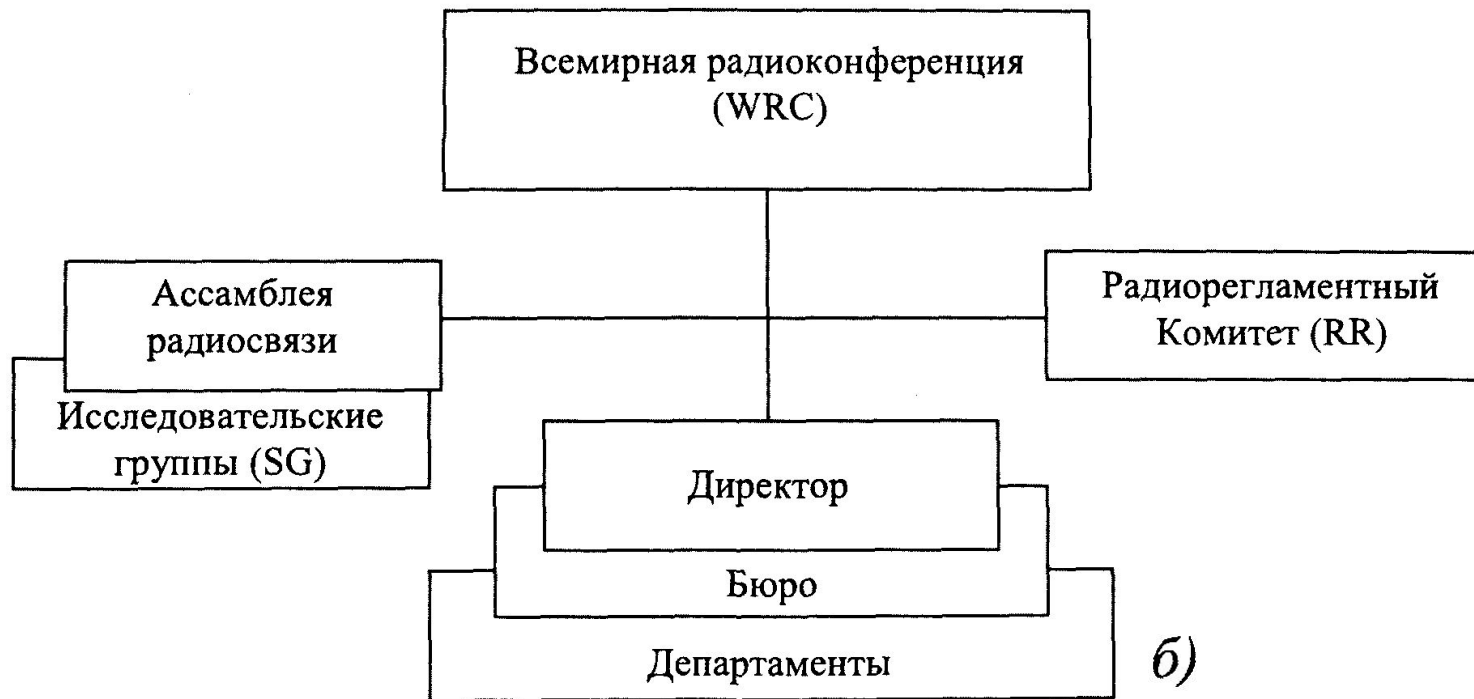 Всемирная радиоконференция
(WRC)
Ассамблея
радиосвязи
Исследовательские
группы (SG)
Радиорегламентный
Комитет (RR)
Директор
Бюро
Департаменты
б)